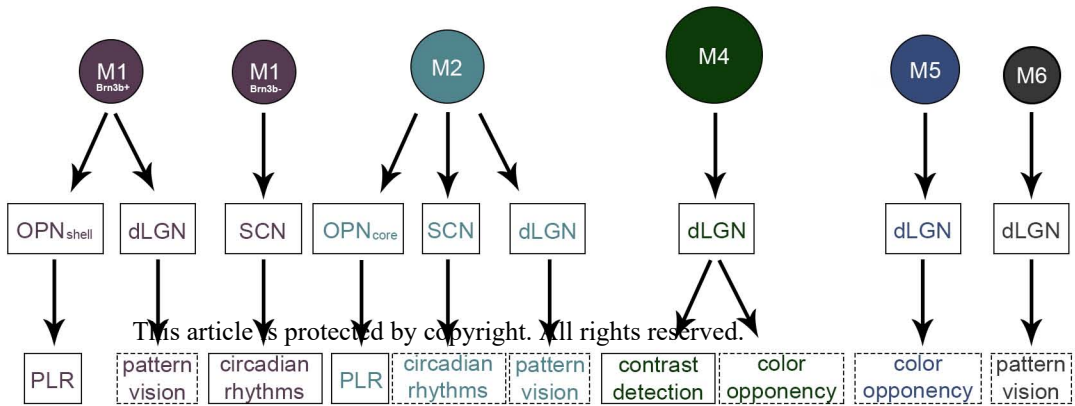 M1
Brn3b+
M1
Brn3b-
M2
M4
M5
M6
OPNshell
dLGN
SCN
OPNcore
SCN
dLGN
dLGN
dLGN
dLGN
This article is protected by copyright. All rights reserved.
PLR
pattern
vision
circadian
rhythms
PLR
circadian
rhythms
pattern
vision
contrast
detection
color
opponency
color
opponency
pattern
vision